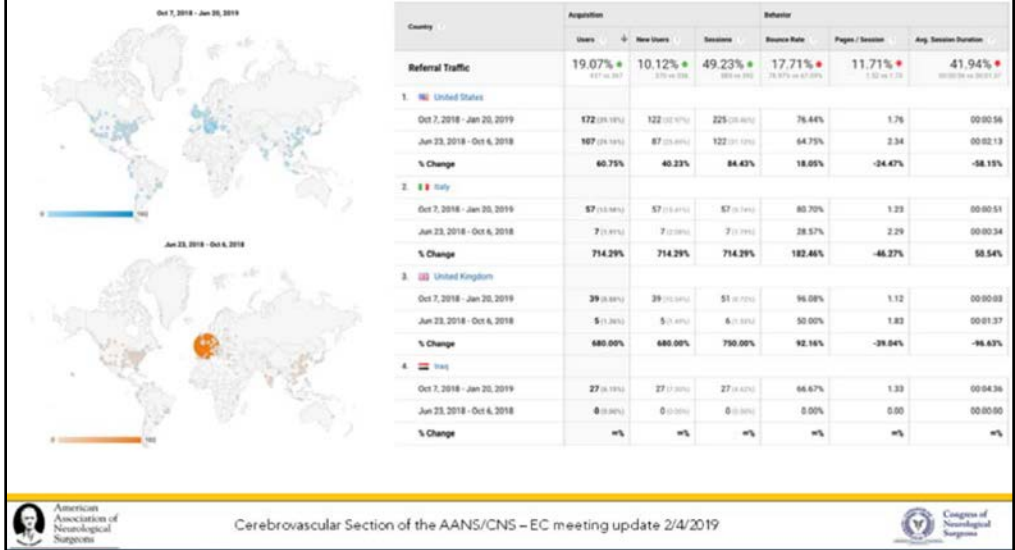 Oct 7, 2018 - Jan 20, 2019
0
Jun 23, 2018 - Oct 6, 2018
0
Country Acquisition Behavior
Users New Users Sessions Bounce Rate Pages / Session Avg. Session Duration
Referral Traffic 19.07% 10.12% 49.23% 17.71% 11.71% 41.94%
1. United States
Oct 7, 2018 - Jan 20, 2019 172 122 225 76.44% 1.76 00:00:56
Jun 23, 2018 - Oct 6, 2018 107 87 122 64.75% 2.34 00:02:13
% Change 60.75% 40.23% 84.43% 18.05% -24.47% -58.15%
2. Italy
Oct 7, 2018 - Jan 20, 2019 57 57 57 80.70% 1.23 00:00:51
Jun 23, 2018 - Oct 6, 2018 7 7 7 28.57% 2.29 00:00:34
% Change 714.29% 714.29% 714.29% 182.46% -46.27% 50.54%
3. United Kingdom
Oct 7, 2018 - Jan 20, 2019 39 39 51 96.08% 1.12 00:00:03
Jun 23, 2018 - Oct 6, 2018 5 5 6 50.00% 1.83 00:01:37
% Change 680.00% 680.00% 750.00% 92.16% -39.04% -96.63%
4. Iraq
Oct 7, 2018 - Jan 20, 2019 27 27 27 66.67% 1.33 00:04:36
Jun 23, 2018 - Oct 6, 2018 0 0 0 0.00% 0.00 00:00:00
% Change ∞% ∞% ∞% ∞% ∞% ∞%
American
Association of
Neurological
Surgeons
Cerebrovascular Section of the AANS/CNS – EC meeting update 2/4/2019
Congress of
Neurological
Surgeons